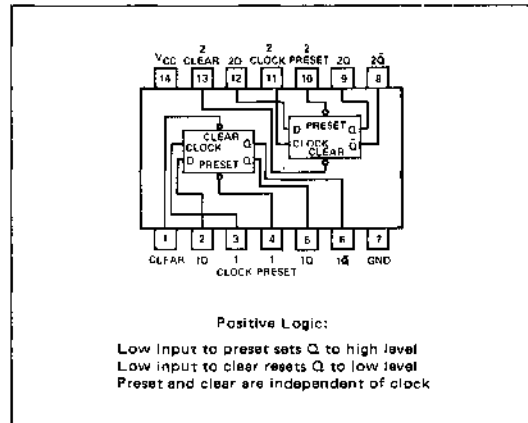 2 2 2
VCC CLEAR 2D CLOCK PRESET 2Q 2Q̄
14 13 12 11 10 9 8
D PRESET Q
CLOCK Q̄
CLEAR
CLEAR Q̄
CLOCK
D PRESET Q
1 2 3 4 5 6 7
CLEAR 1D 1 1 1Q 1Q̄ GND
CLOCK PRESET
Positive Logic:
Low input to preset sets Q to high level
Low input to clear resets Q to low level
Preset and clear are independent of clock